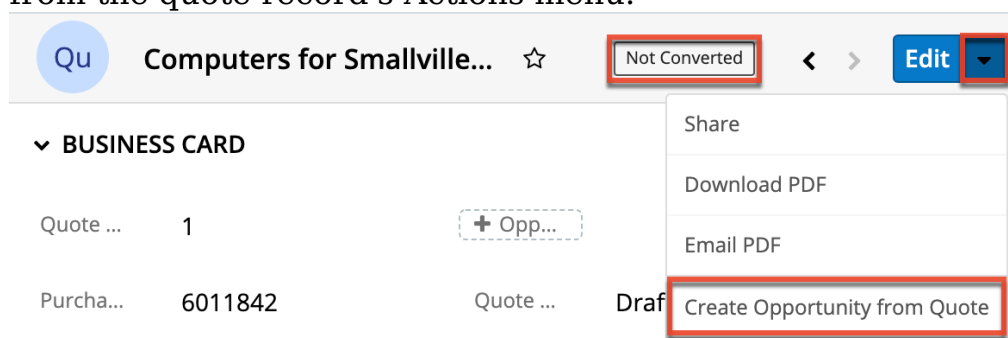 from the quote record's Actions menu.
Qu Computers for Smallville... Not Converted Edit
BUSINESS CARD
Share
Download PDF
Quote ... 1 + Opp...
Email PDF
Purcha... 6011842 Quote ... Draf
Create Opportunity from Quote